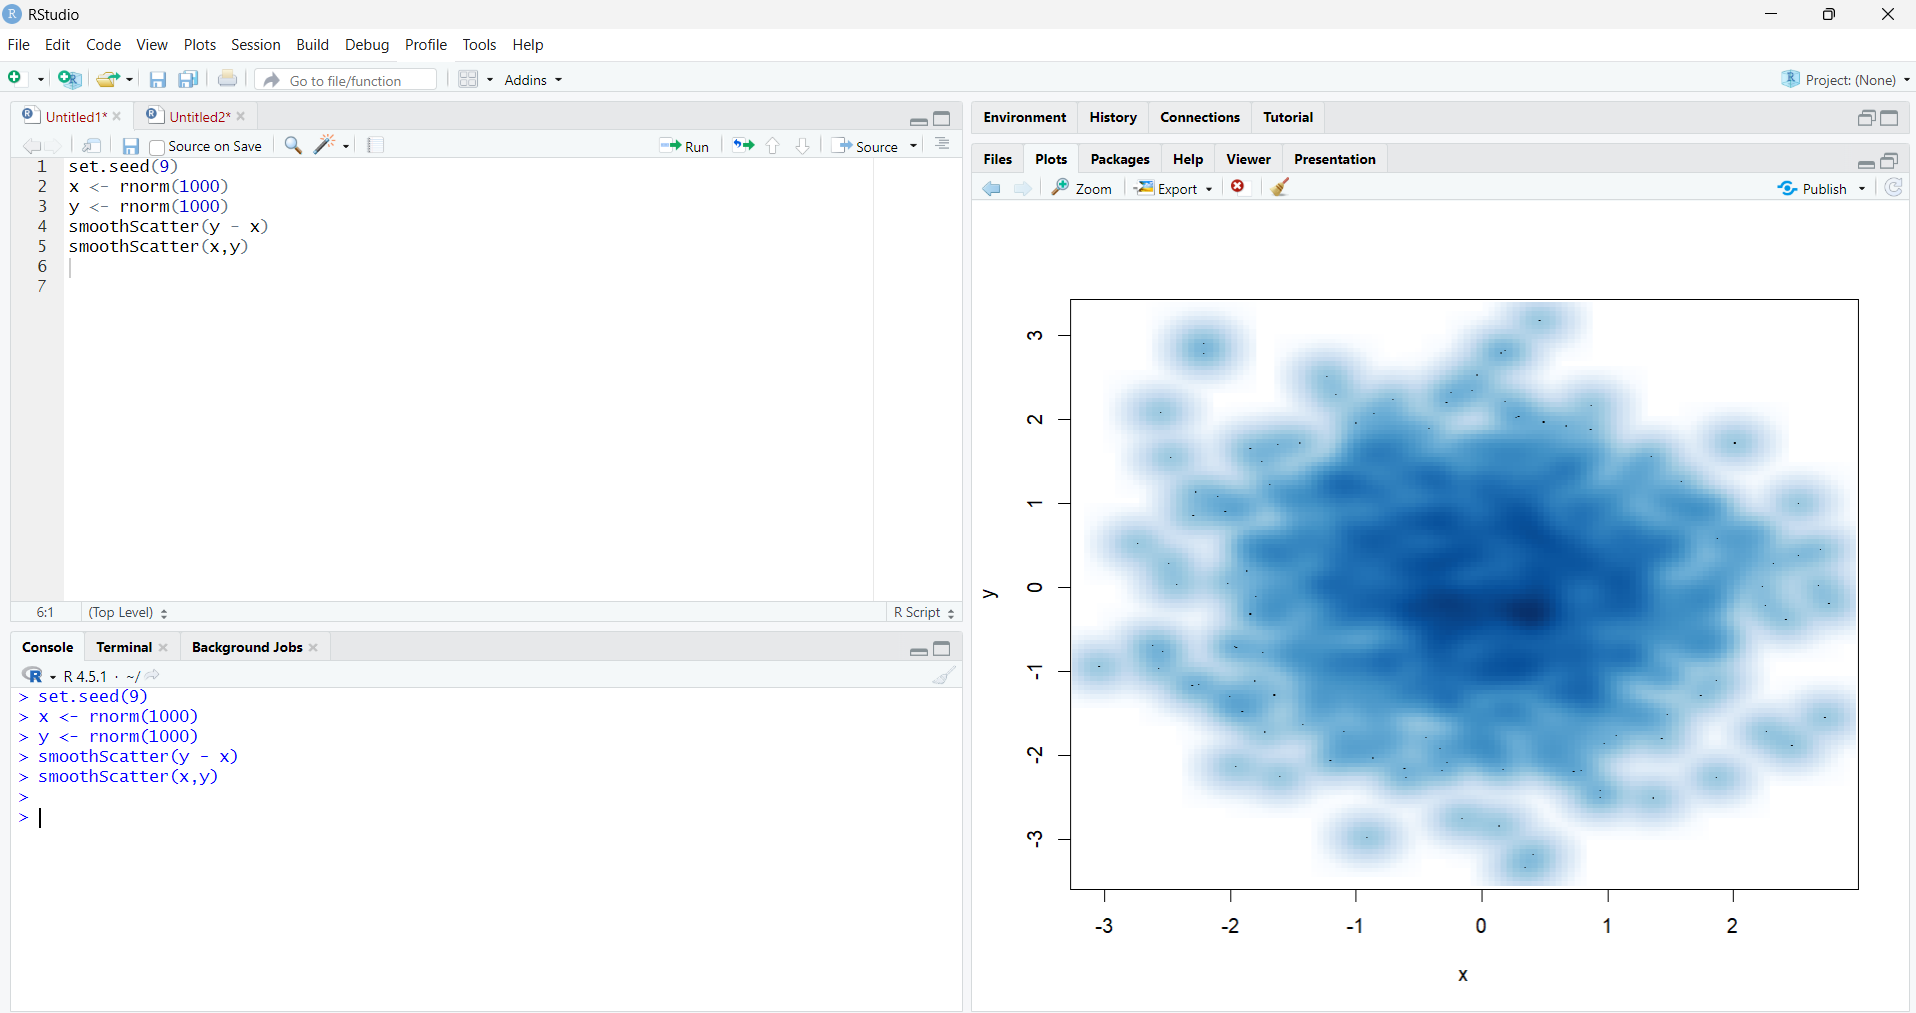 RStudio
File Edit Code View Plots Session Build Debug Profile Tools Help
Go to file/function Addins Project: (None)
Untitled1* Untitled2*
Source on Save Run Source
1 set.seed(9)
2 x <- rnorm(1000)
3 y <- rnorm(1000)
4 smoothScatter(y - x)
5 smoothScatter(x,y)
6
7
6:1 (Top Level) R Script
Console Terminal Background Jobs
R 4.5.1 · ~/
> set.seed(9)
> x <- rnorm(1000)
> y <- rnorm(1000)
> smoothScatter(y - x)
> smoothScatter(x,y)
>
>
Environment History Connections Tutorial
Files Plots Packages Help Viewer Presentation
Zoom Export Publish
3
2
1
0
-1
-2
-3
y
-3 -2 -1 0 1 2
x